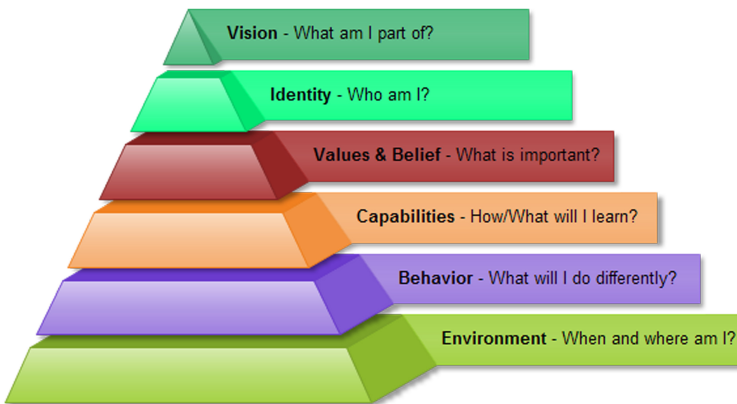 Vision - What am I part of?
Identity - Who am I?
Values & Belief - What is important?
Capabilities - How/What will I learn?
Behavior - What will I do differently?
Environment - When and where am I?